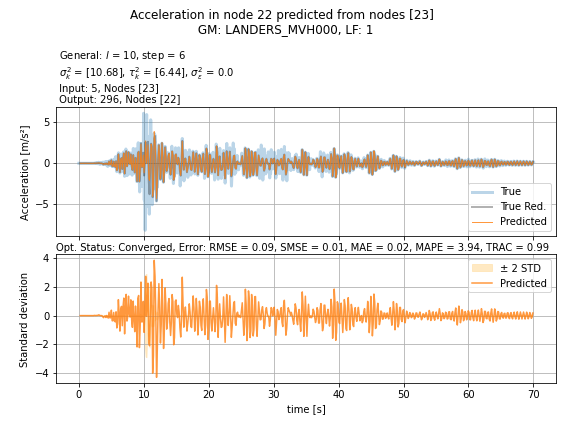 Acceleration in node 22 predicted from nodes [23]
GM: LANDERS_MVH000, LF: 1
General: l = 10, step = 6
σ²ₖ = [10.68], τ²ₖ = [6.44], σ²_ε = 0.0
Input: 5, Nodes [23]
Output: 296, Nodes [22]
Acceleration [m/s²]
5
0
−5
True
True Red.
Predicted
Opt. Status: Converged, Error: RMSE = 0.09, SMSE = 0.01, MAE = 0.02, MAPE = 3.94, TRAC = 0.99
Standard deviation
4
2
0
−2
−4
± 2 STD
Predicted
0 10 20 30 40 50 60 70
time [s]